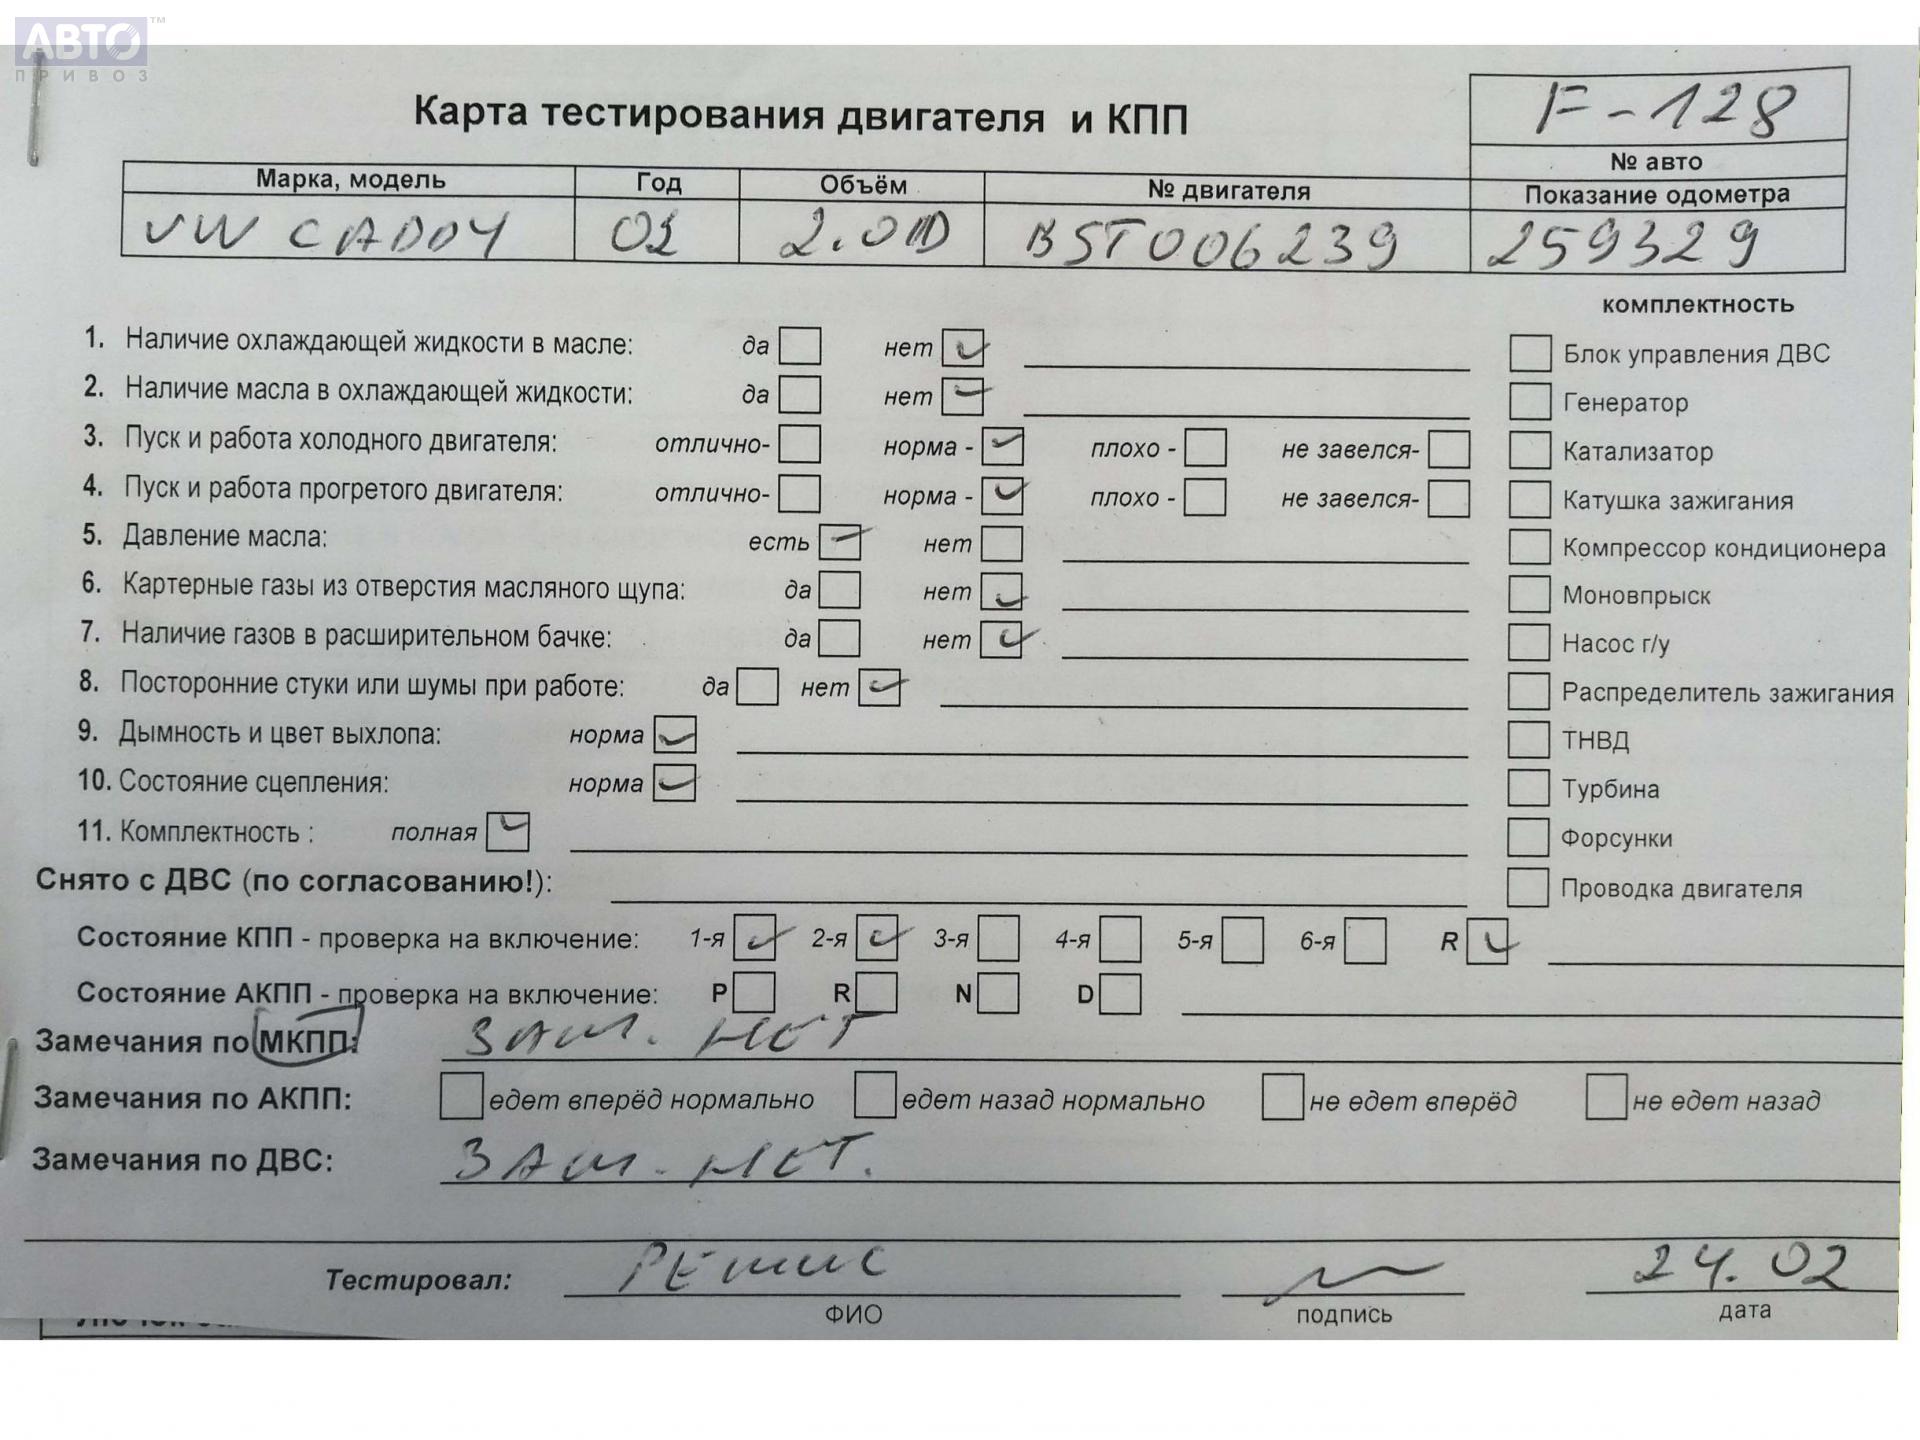 АВТО ™
ПРИВОЗ
F-128
Карта тестирования двигателя и КПП
№ авто
Марка, модель Год Объём № двигателя Показание одометра
VW CADDY 2.0 BST006239 259329
комплектность
1. Наличие охлаждающей жидкости в масле: да нет Блок управления ДВС
2. Наличие масла в охлаждающей жидкости: да нет Генератор
3. Пуск и работа холодного двигателя: отлично- норма - плохо - не завелся- Катализатор
4. Пуск и работа прогретого двигателя: отлично- норма - плохо - не завелся- Катушка зажигания
5. Давление масла: есть нет Компрессор кондиционера
6. Картерные газы из отверстия масляного щупа: да нет Моновпрыск
7. Наличие газов в расширительном бачке: да нет Насос г/у
8. Посторонние стуки или шумы при работе: да нет Распределитель зажигания
9. Дымность и цвет выхлопа: норма ТНВД
10. Состояние сцепления: норма Турбина
11. Комплектность : полная Форсунки
Снято с ДВС (по согласованию!): Проводка двигателя
Состояние КПП - проверка на включение: 1-я 2-я 3-я 4-я 5-я 6-я R
Состояние АКПП - проверка на включение: P R N D
Замечания по МКПП: ЗАМ. НЕТ
Замечания по АКПП: едет вперёд нормально едет назад нормально не едет вперёд не едет назад
Замечания по ДВС: ЗАМ. НЕТ.
Тестировал: 24.02
ФИО подпись дата